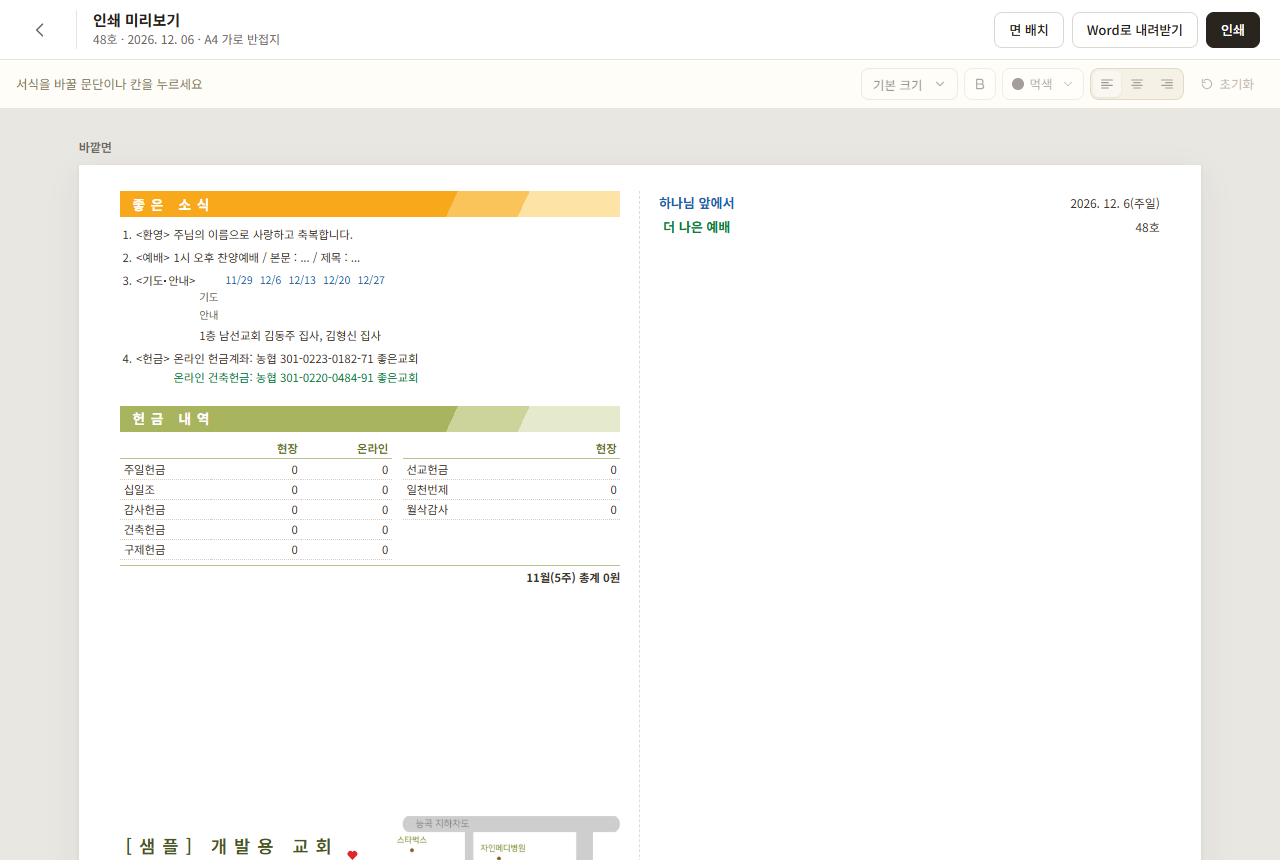 인쇄 미리보기
48호 · 2026. 12. 06 · A4 가로 반접지
면 배치
Word로 내려받기
인쇄
서식을 바꿀 문단이나 칸을 누르세요
기본 크기
B
먹색
초기화
바깥면
좋은 소식
1. <환영> 주님의 이름으로 사랑하고 축복합니다.
2. <예배> 1시 오후 찬양예배 / 본문 : ... / 제목 : ...
3. <기도·안내> 11/29 12/6 12/13 12/20 12/27
기도
안내
1층 남선교회 김동주 집사, 김형신 집사
4. <헌금> 온라인 헌금계좌: 농협 301-0223-0182-71 좋은교회
온라인 건축헌금: 농협 301-0220-0484-91 좋은교회
헌금 내역
현장 온라인 현장
주일헌금 0 0 선교헌금 0
십일조 0 0 일천번제 0
감사헌금 0 0 월삭감사 0
건축헌금 0 0
구제헌금 0 0
11월(5주) 총계 0원
능곡 지하차도
스타벅스
자인메디병원
[샘플] 개발용 교회
하나님 앞에서 2026. 12. 6(주일)
더 나은 예배 48호